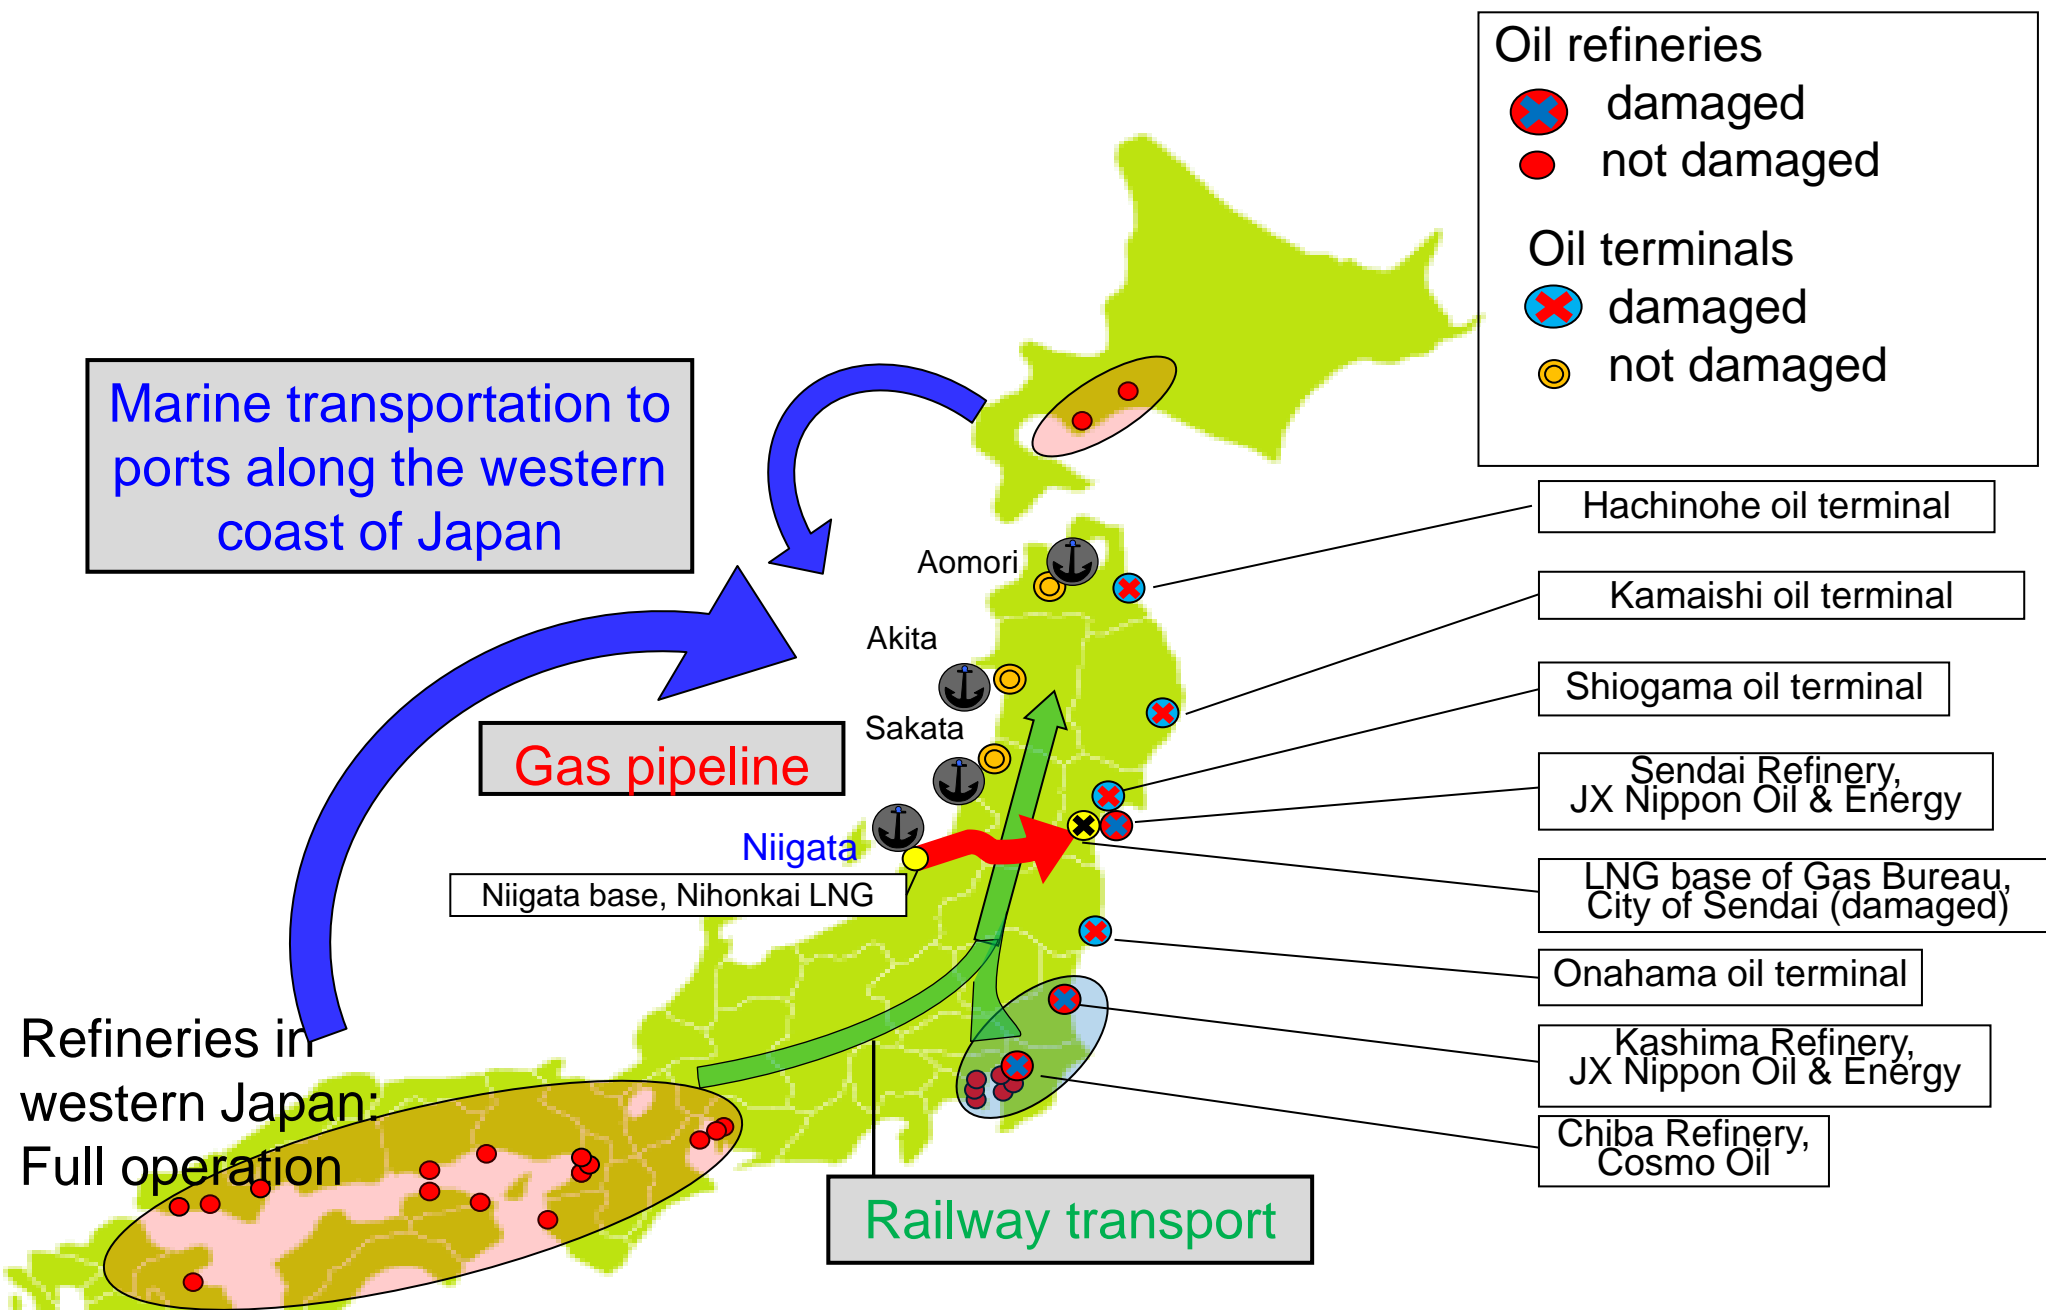 Oil refineries
damaged
not damaged
Oil terminals
damaged
not damaged
Marine transportation to
ports along the western
coast of Japan
Hachinohe oil terminal
Aomori
Kamaishi oil terminal
Akita
Shiogama oil terminal
Sakata
Gas pipeline
Sendai Refinery,
JX Nippon Oil & Energy
Niigata
Niigata base, Nihonkai LNG
LNG base of Gas Bureau,
City of Sendai (damaged)
Onahama oil terminal
Refineries in
western Japan:
Full operation
Kashima Refinery,
JX Nippon Oil & Energy
Chiba Refinery,
Cosmo Oil
Railway transport